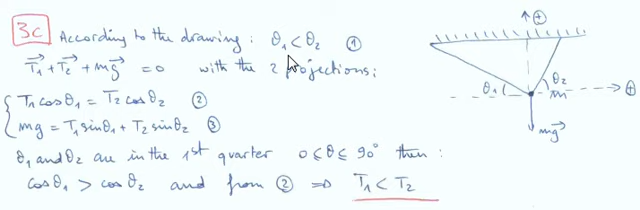 3c According to the drawing : θ₁ < θ₂ ①
T₁→ + T₂→ + mg→ = 0 with the 2 projections :
{ T₁ cos θ₁ = T₂ cos θ₂ ②
mg = T₁ sin θ₁ + T₂ sin θ₂ ③
θ₁ and θ₂ are in the 1st quarter 0 ≤ θ ≤ 90° then :
cos θ₁ > cos θ₂ and from ② ⇒ T₁ < T₂
⊕
θ₁
θ₂
⊕
mg→